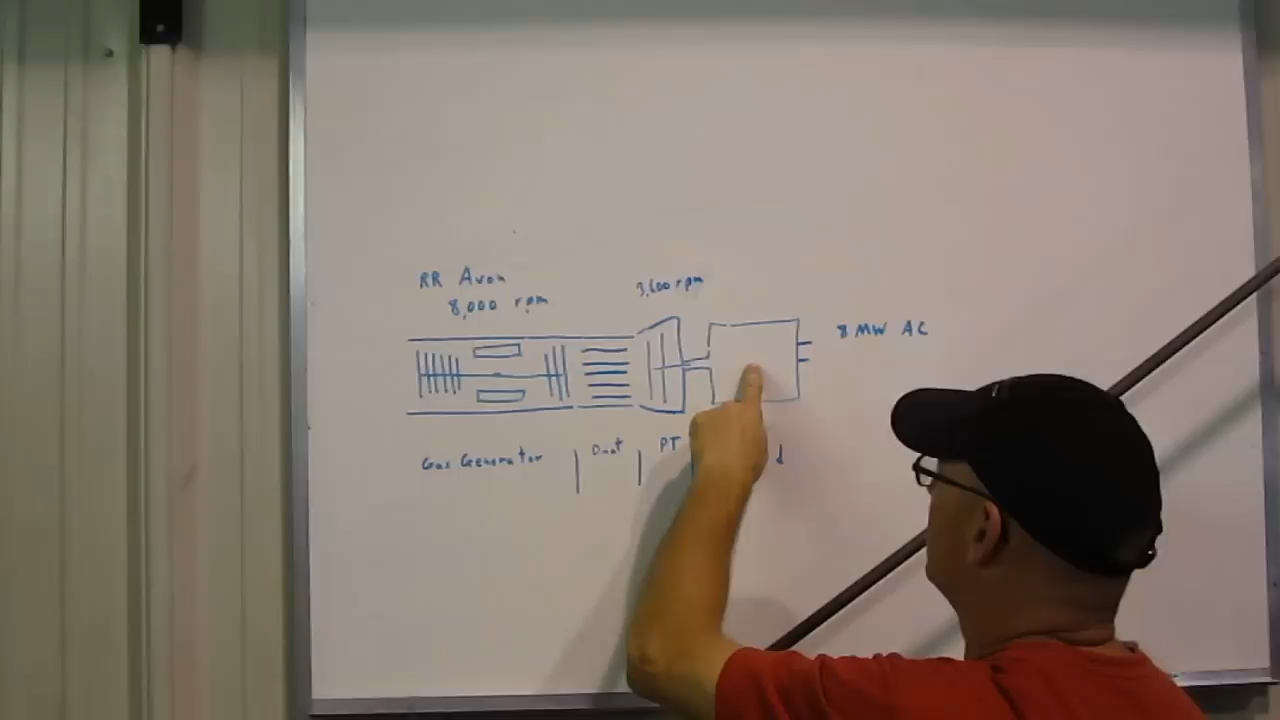 RR Avon
8,000 rpm
3,600 rpm
8 MW AC
Gas Generator
Duct
PT